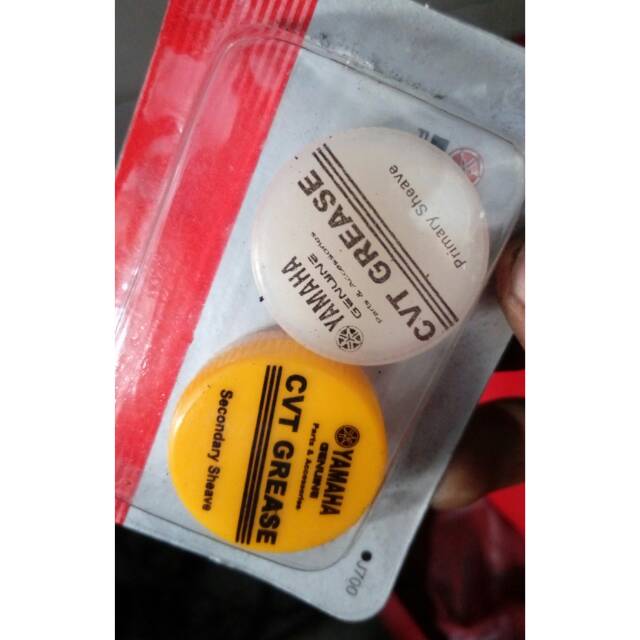 YAMAHA
GENUINE
Parts & Accessories
CVT GREASE
Primary Sheave
YAMAHA
GENUINE
Parts & Accessories
CVT GREASE
Secondary Sheave
J700